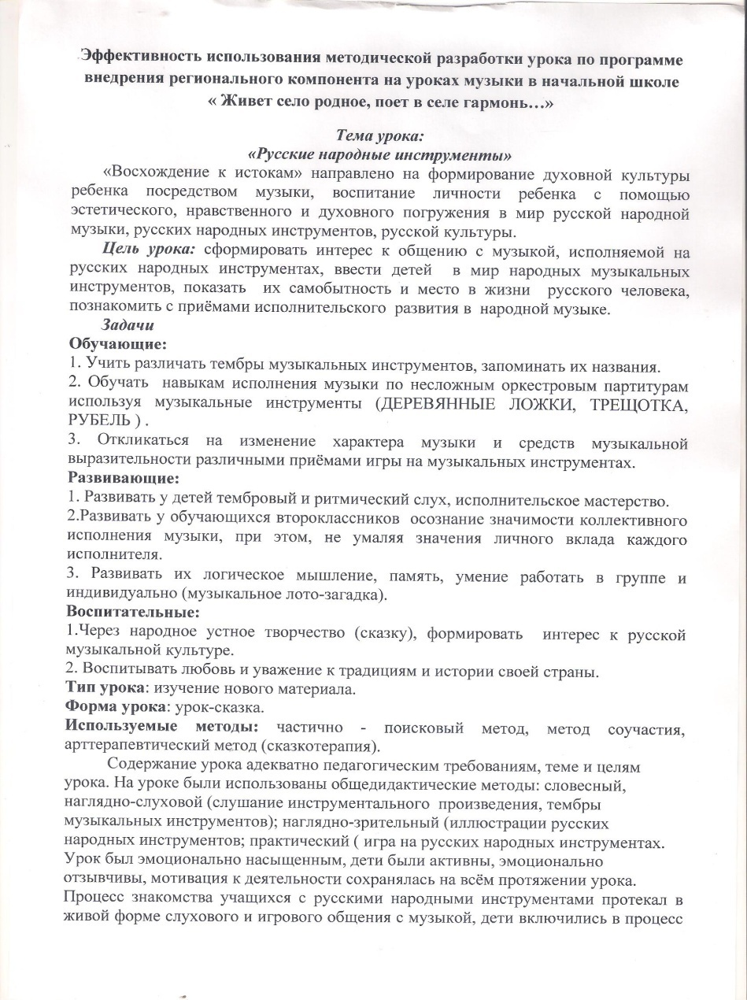 Эффективность использования методической разработки урока по программе
внедрения регионального компонента на уроках музыки в начальной школе
« Живет село родное, поет в селе гармонь…»
Тема урока:
«Русские народные инструменты»
«Восхождение к истокам» направлено на формирование духовной культуры
ребенка посредством музыки, воспитание личности ребенка с помощью
эстетического, нравственного и духовного погружения в мир русской народной
музыки, русских народных инструментов, русской культуры.
Цель урока: сформировать интерес к общению с музыкой, исполняемой на
русских народных инструментах, ввести детей в мир народных музыкальных
инструментов, показать их самобытность и место в жизни русского человека,
познакомить с приёмами исполнительского развития в народной музыке.
Задачи
Обучающие:
1. Учить различать тембры музыкальных инструментов, запоминать их названия.
2. Обучать навыкам исполнения музыки по несложным оркестровым партитурам
используя музыкальные инструменты (ДЕРЕВЯННЫЕ ЛОЖКИ, ТРЕЩОТКА,
РУБЕЛЬ ) .
3. Откликаться на изменение характера музыки и средств музыкальной
выразительности различными приёмами игры на музыкальных инструментах.
Развивающие:
1. Развивать у детей тембровый и ритмический слух, исполнительское мастерство.
2.Развивать у обучающихся второклассников осознание значимости коллективного
исполнения музыки, при этом, не умаляя значения личного вклада каждого
исполнителя.
3. Развивать их логическое мышление, память, умение работать в группе и
индивидуально (музыкальное лото-загадка).
Воспитательные:
1.Через народное устное творчество (сказку), формировать интерес к русской
музыкальной культуре.
2. Воспитывать любовь и уважение к традициям и истории своей страны.
Тип урока: изучение нового материала.
Форма урока: урок-сказка.
Используемые методы: частично - поисковый метод, метод соучастия,
арттерапевтический метод (сказкотерапия).
Содержание урока адекватно педагогическим требованиям, теме и целям
урока. На уроке были использованы общедидактические методы: словесный,
наглядно-слуховой (слушание инструментального произведения, тембры
музыкальных инструментов); наглядно-зрительный (иллюстрации русских
народных инструментов; практический ( игра на русских народных инструментах.
Урок был эмоционально насыщенным, дети были активны, эмоционально
отзывчивы, мотивация к деятельности сохранялась на всём протяжении урока.
Процесс знакомства учащихся с русскими народными инструментами протекал в
живой форме слухового и игрового общения с музыкой, дети включились в процесс